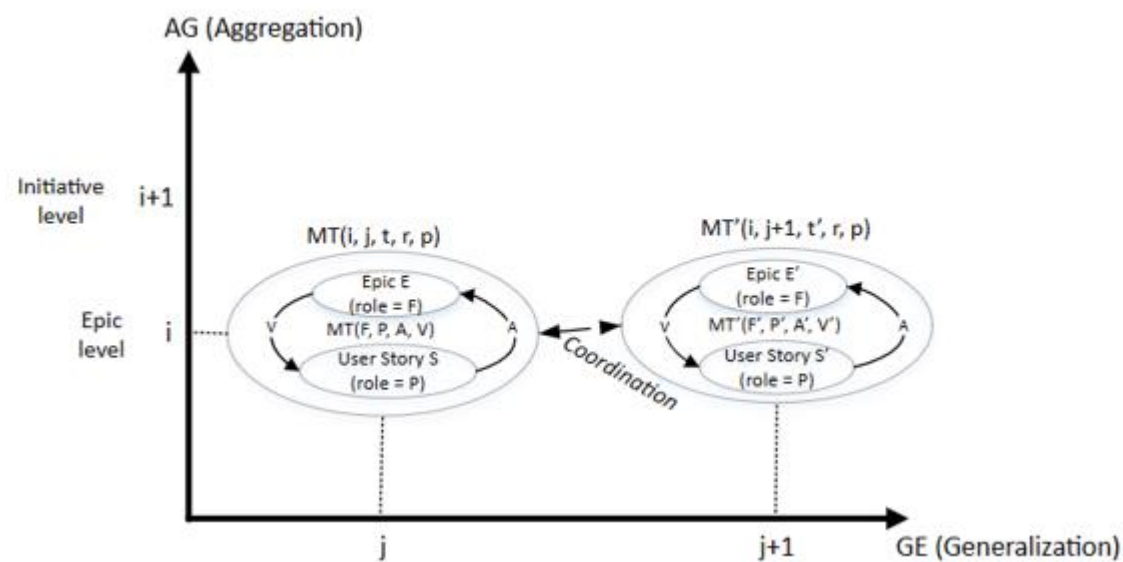 AG (Aggregation)
Initiative
level
i+1
MT(i, j, t, r, p)
MT’(i, j+1, t’, r, p)
Epic E
(role = F)
V
MT(F, P, A, V)
A
User Story S
(role = P)
Epic E’
(role = F)
V
MT’(F’, P’, A’, V’)
A
User Story S’
(role = P)
Epic
level
i
Coordination
j
j+1
GE (Generalization)